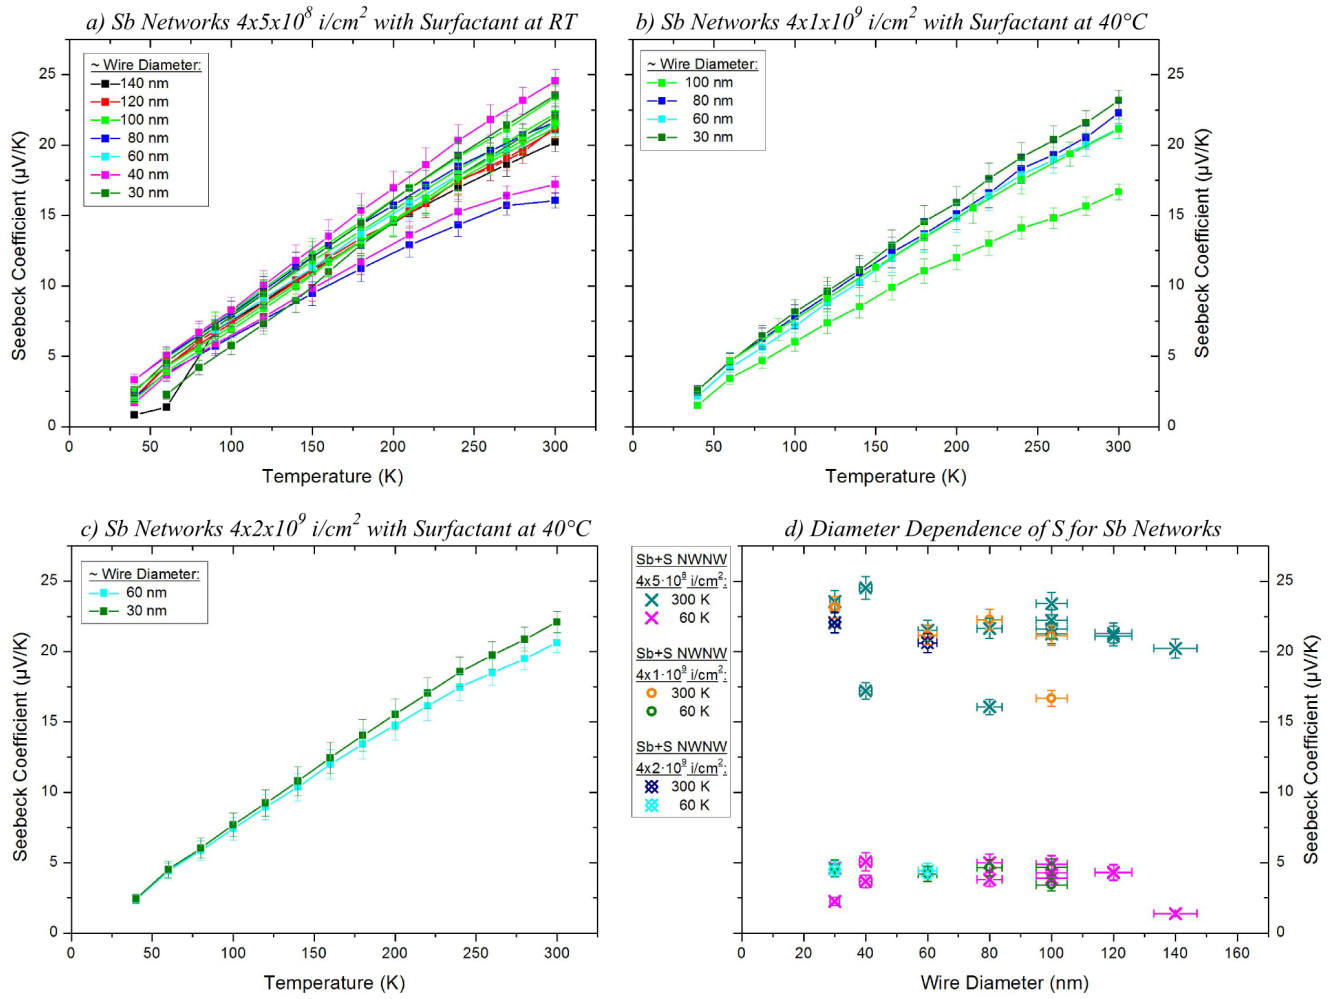 a) Sb Networks 4x5x10^8 i/cm^2 with Surfactant at RT
~ Wire Diameter:
140 nm
120 nm
100 nm
80 nm
60 nm
40 nm
30 nm
Seebeck Coefficient (µV/K)
25
20
15
10
5
0
0 50 100 150 200 250 300
Temperature (K)
b) Sb Networks 4x1x10^9 i/cm^2 with Surfactant at 40°C
~ Wire Diameter:
100 nm
80 nm
60 nm
30 nm
25
20
15
10
5
0
Seebeck Coefficient (µV/K)
0 50 100 150 200 250 300
Temperature (K)
c) Sb Networks 4x2x10^9 i/cm^2 with Surfactant at 40°C
~ Wire Diameter:
60 nm
30 nm
Seebeck Coefficient (µV/K)
25
20
15
10
5
0
0 50 100 150 200 250 300
Temperature (K)
d) Diameter Dependence of S for Sb Networks
Sb+S NWNW
4x5·10^8 i/cm^2:
300 K
60 K
Sb+S NWNW
4x1·10^9 i/cm^2:
300 K
60 K
Sb+S NWNW
4x2·10^9 i/cm^2:
300 K
60 K
25
20
15
10
5
0
Seebeck Coefficient (µV/K)
0 20 40 60 80 100 120 140 160
Wire Diameter (nm)